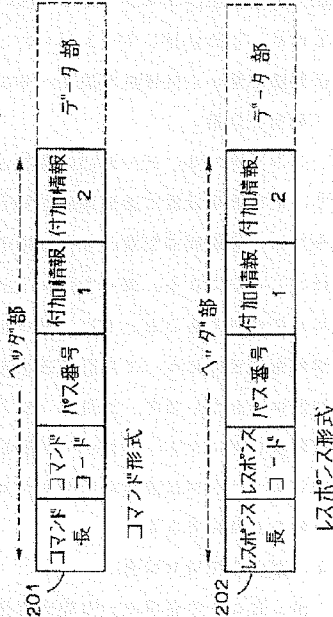 ヘッダ部
201
コマンド長
コマンドコード
パス番号
付加情報1
付加情報2
データ部
コマンド形式
ヘッダ部
202
レスポンス長
レスポンスコード
パス番号
付加情報1
付加情報2
データ部
レスポンス形式